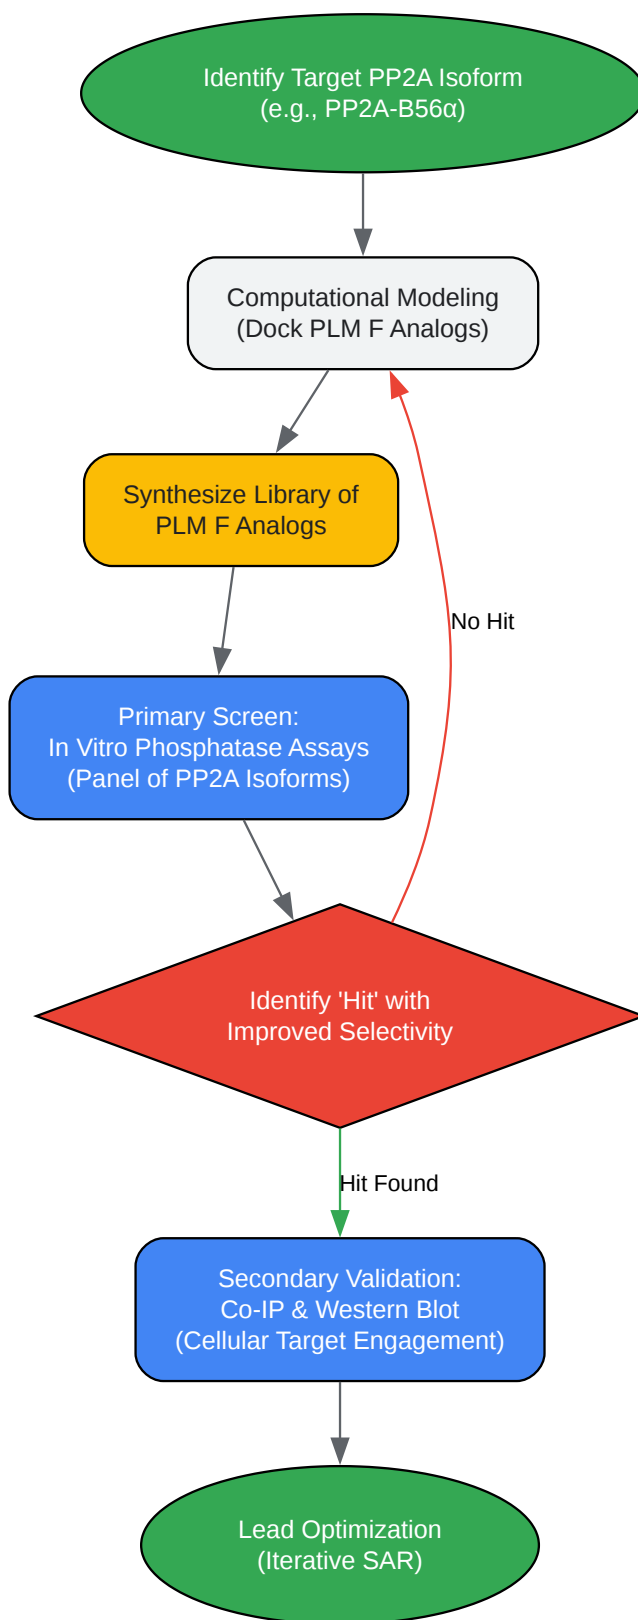 Identify Target PP2A Isoform
(e.g., PP2A-B56α)
Computational Modeling
(Dock PLM F Analogs)
Synthesize Library of
PLM F Analogs
No Hit
Primary Screen:
In Vitro Phosphatase Assays
(Panel of PP2A Isoforms)
Identify 'Hit' with
Improved Selectivity
Hit Found
Secondary Validation:
Co-IP & Western Blot
(Cellular Target Engagement)
Lead Optimization
(Iterative SAR)